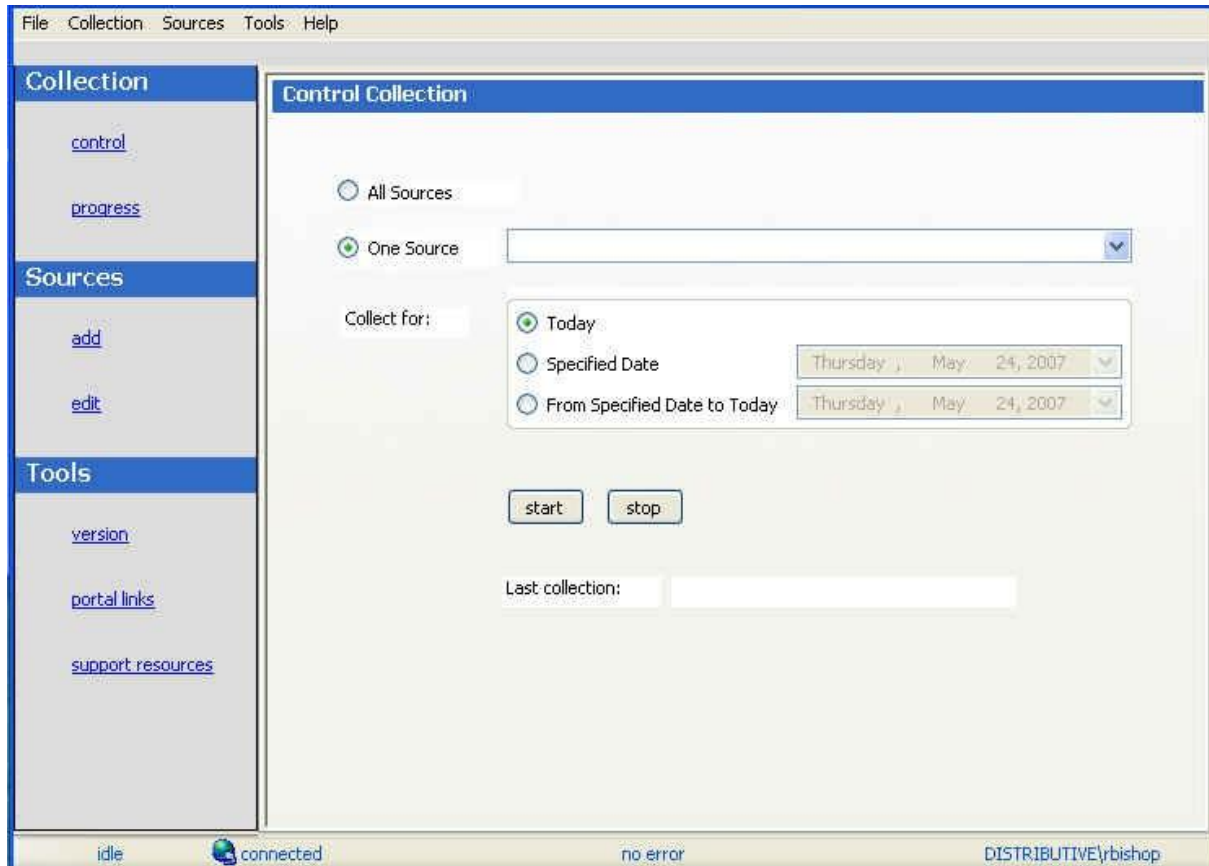 File Collection Sources Tools Help
Collection
control
progress
Sources
add
edit
Tools
version
portal links
support resources
Control Collection
All Sources
One Source
Collect for:
Today
Specified Date Thursday , May 24, 2007
From Specified Date to Today Thursday , May 24, 2007
start stop
Last collection:
idle connected no error DISTRIBUTIVE\rbishop